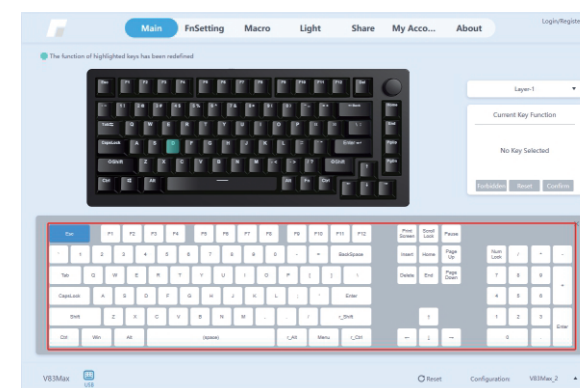 Main FnSetting Macro Light Share My Acco... About Login/Registe
The function of highlighted keys has been redefined
Layer-1
Current Key Function
No Key Selected
Forbidden Reset Confirm
Esc F1 F2 F3 F4 F5 F6 F7 F8 F9 F10 F11 F12 Print Screen Scroll Lock Pause
1 2 3 4 5 6 7 8 9 0 - = BackSpace Insert Home Page Up Num Lock / * -
Tab Q W E R T Y U I O P [ ] \ Delete End Page Down 7 8 9 +
CapsLock A S D F G H J K L ; ' Enter 4 5 6
Shift Z X C V B N M , . / r_Shift ↑ 1 2 3 Enter
Ctrl Win Alt (space) r_Alt Menu r_Ctrl ← ↓ → 0 .
V83Max USB Reset Configuration V83Max_2